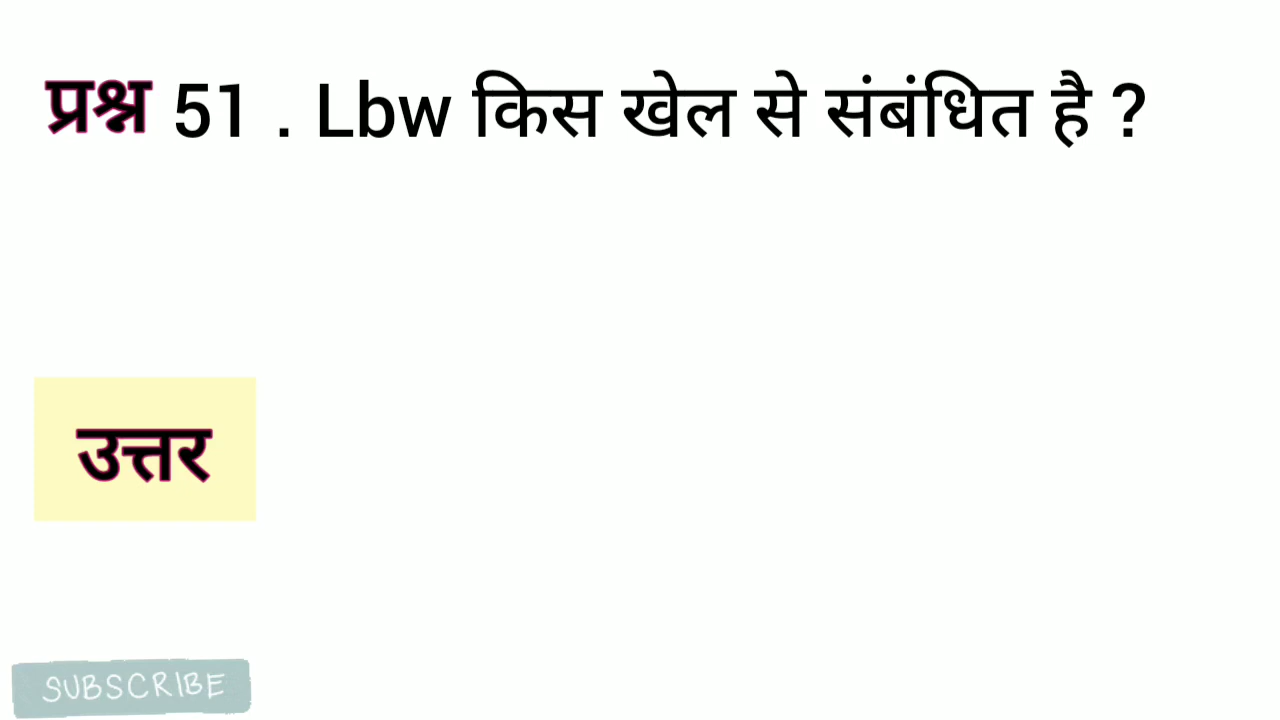 प्रश्न 51 . Lbw किस खेल से संबंधित है ?
उत्तर
SUBSCRIBE